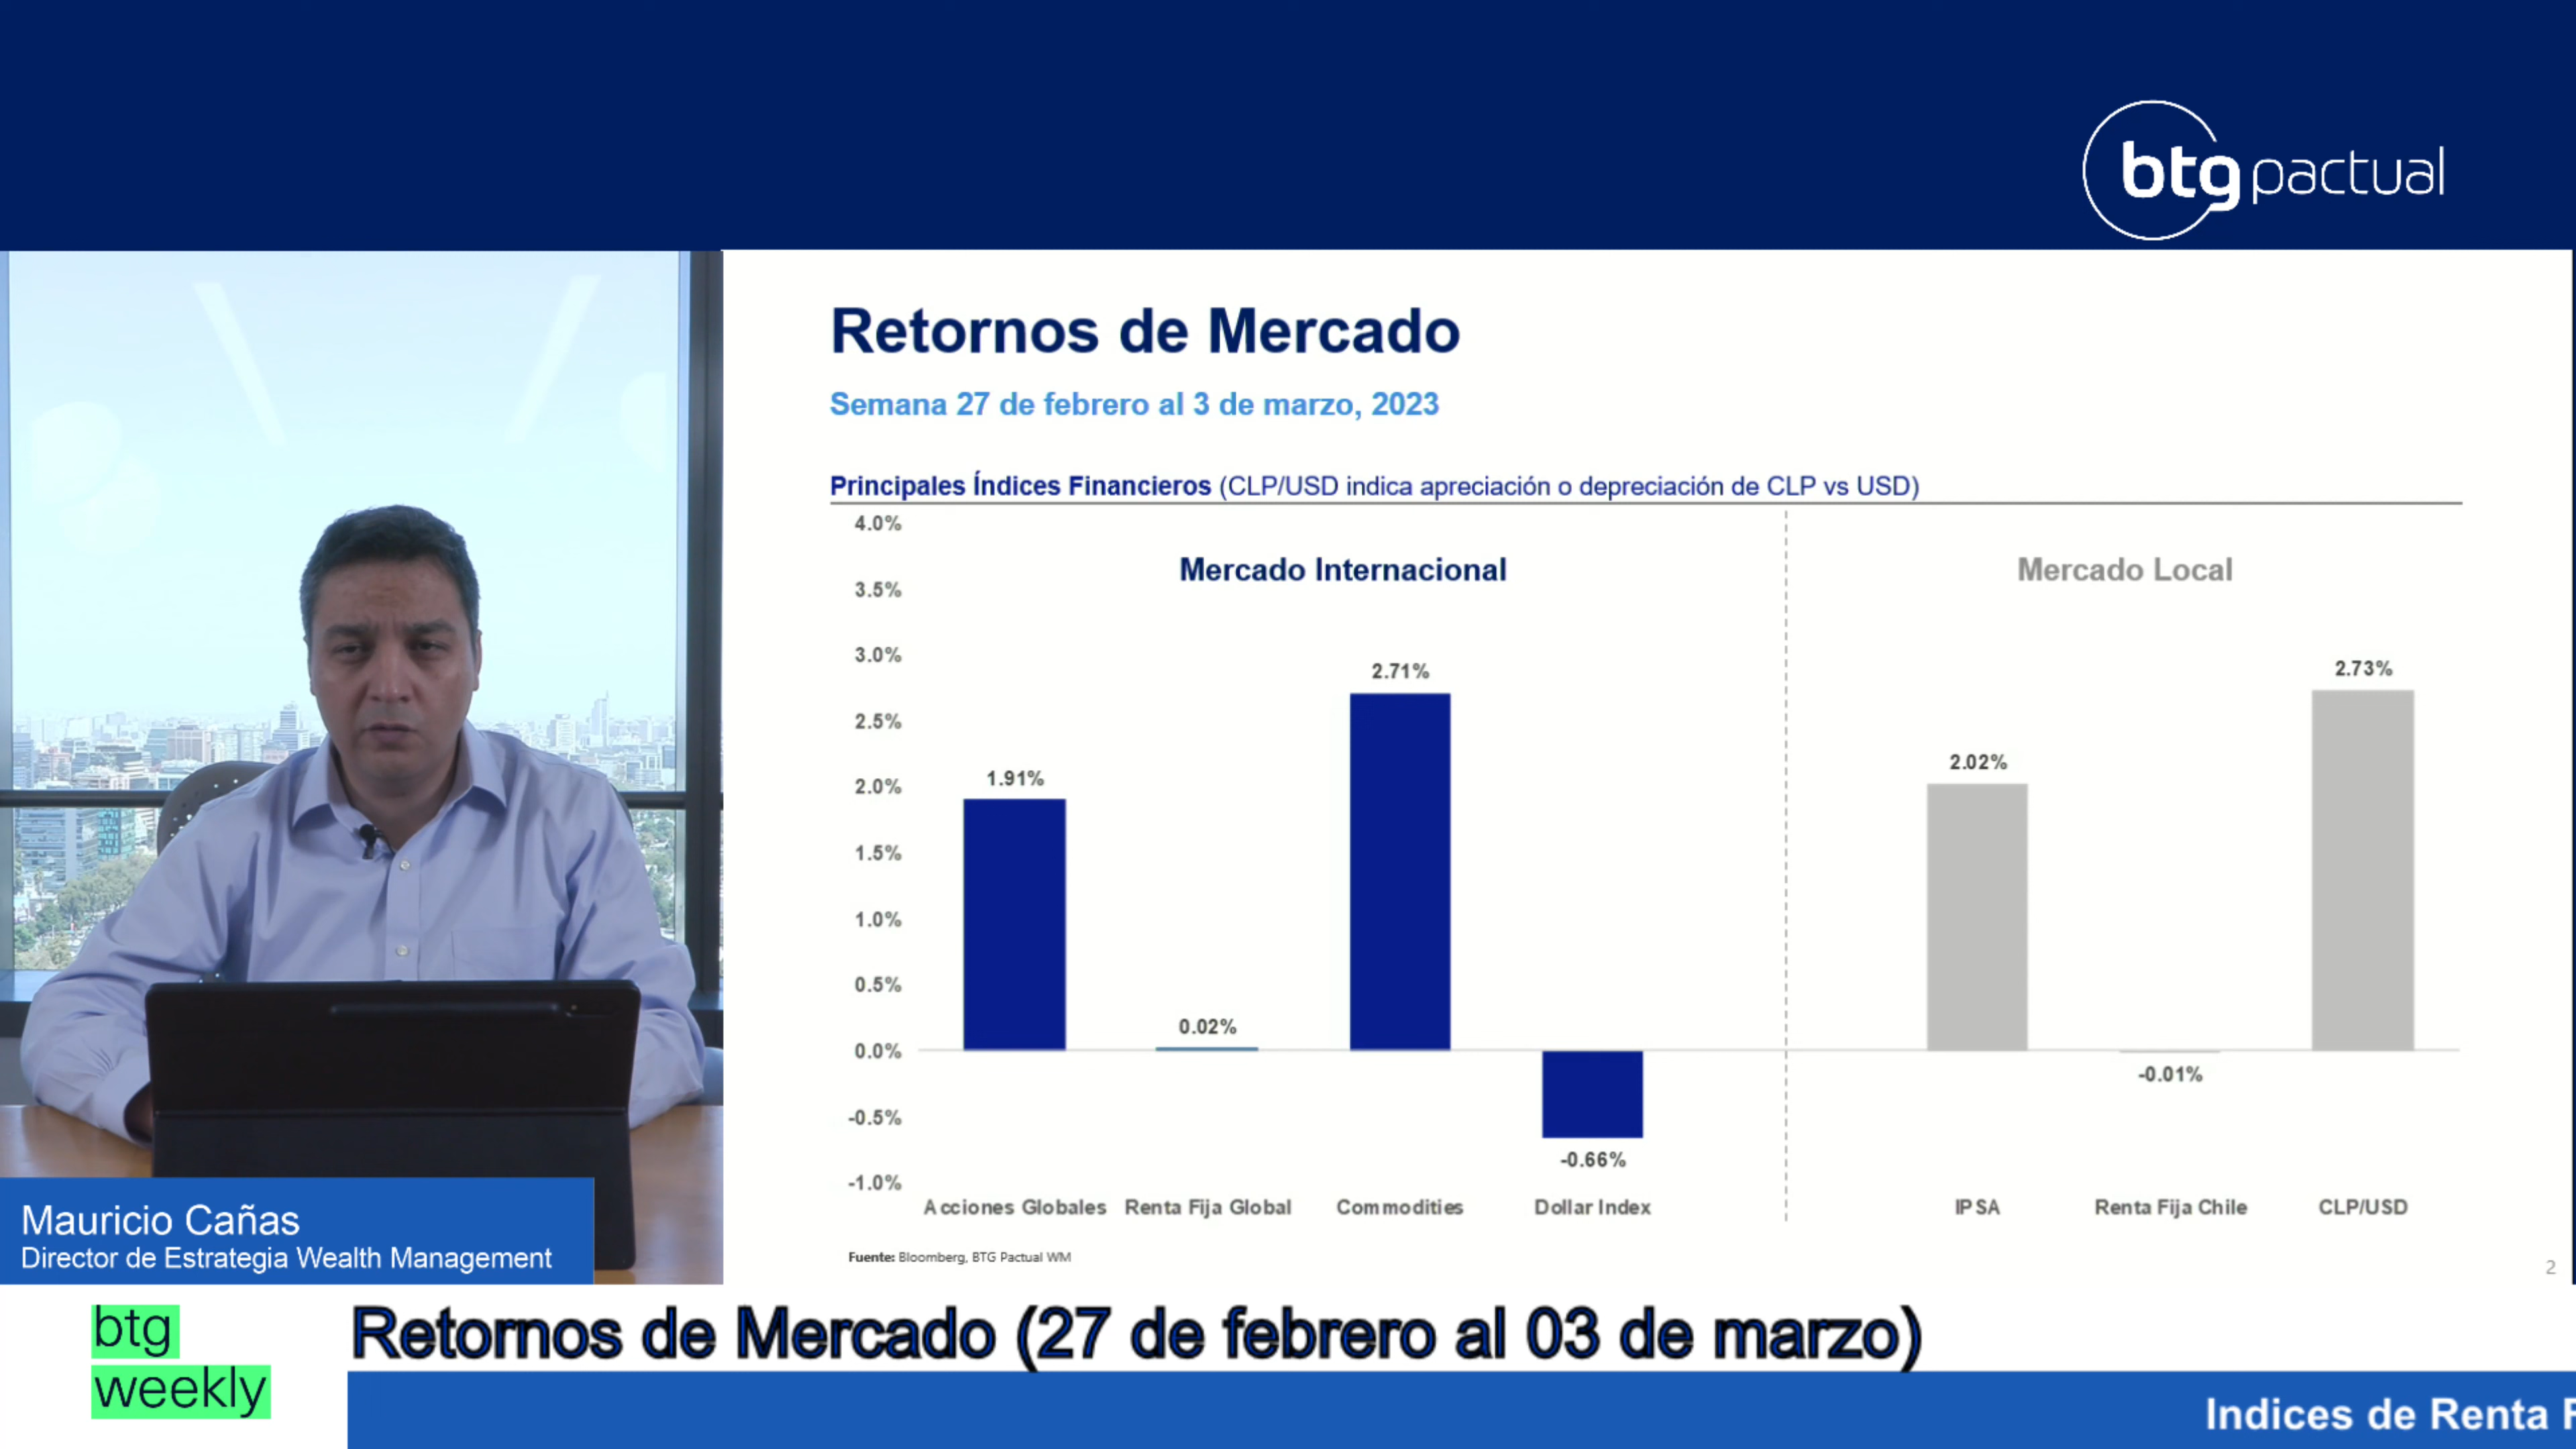 btg pactual
Retornos de Mercado
Semana 27 de febrero al 3 de marzo, 2023
Principales Índices Financieros (CLP/USD indica apreciación o depreciación de CLP vs USD)
4.0%
3.5%
3.0%
2.5%
2.0%
1.5%
1.0%
0.5%
0.0%
-0.5%
-1.0%
Mercado Internacional
Mercado Local
1.91%
0.02%
2.71%
-0.66%
2.02%
-0.01%
2.73%
Acciones Globales Renta Fija Global Commodities Dollar Index IPSA Renta Fija Chile CLP/USD
Fuente: Bloomberg, BTG Pactual WM
2
Mauricio Cañas
Director de Estrategia Wealth Management
btg
weekly
Retornos de Mercado (27 de febrero al 03 de marzo)
Indices de Renta